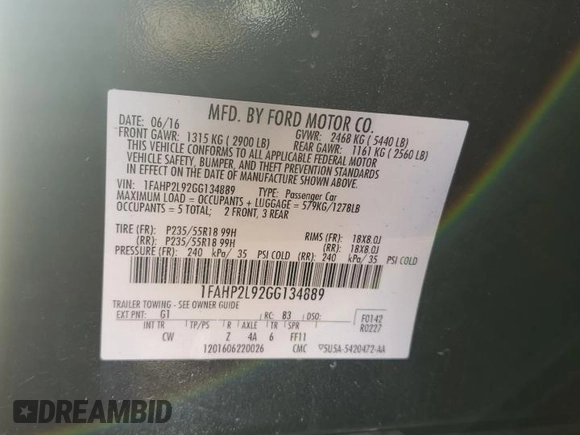 MFD. BY FORD MOTOR CO.
DATE: 06/16 GVWR: 2468 KG ( 5440 LB)
FRONT GAWR: 1315 KG ( 2900 LB) REAR GAWR: 1161 KG ( 2560 LB)
THIS VEHICLE CONFORMS TO ALL APPLICABLE FEDERAL MOTOR
VEHICLE SAFETY, BUMPER, AND THEFT PREVENTION STANDARDS
IN EFFECT ON THE DATE OF MANUFACTURE SHOWN ABOVE.
VIN: 1FAHP2L92GG134889 TYPE: Passenger Car
MAXIMUM LOAD = OCCUPANTS + LUGGAGE = 579KG/1278LB
OCCUPANTS = 5 TOTAL; 2 FRONT, 3 REAR
TIRE (FR): P235/55R18 99H RIMS (FR): 18X8.0J
(RR): P235/55R18 99H (RR): 18X8.0J
PRESSURE (FR): 240 kPa/ 35 PSI COLD (RR): 240 kPa/ 35 PSI COLD
1FAHP2L92GG134889
TRAILER TOWING - SEE OWNER GUIDE
EXT PNT: G1 RC: B3 DSO: F0142
R0227
INT TR TP/PS R AXLE TR SPR
CW Z 4A 6 FF11
1201606220026 CMC 5U5A-5420472-AA
DREAMBID